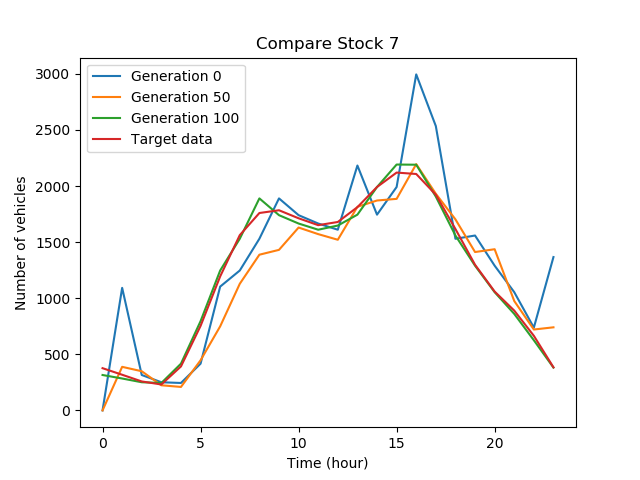 Compare Stock 7
Generation 0
Generation 50
Generation 100
Target data
Number of vehicles
3000
2500
2000
1500
1000
500
0
0 5 10 15 20
Time (hour)